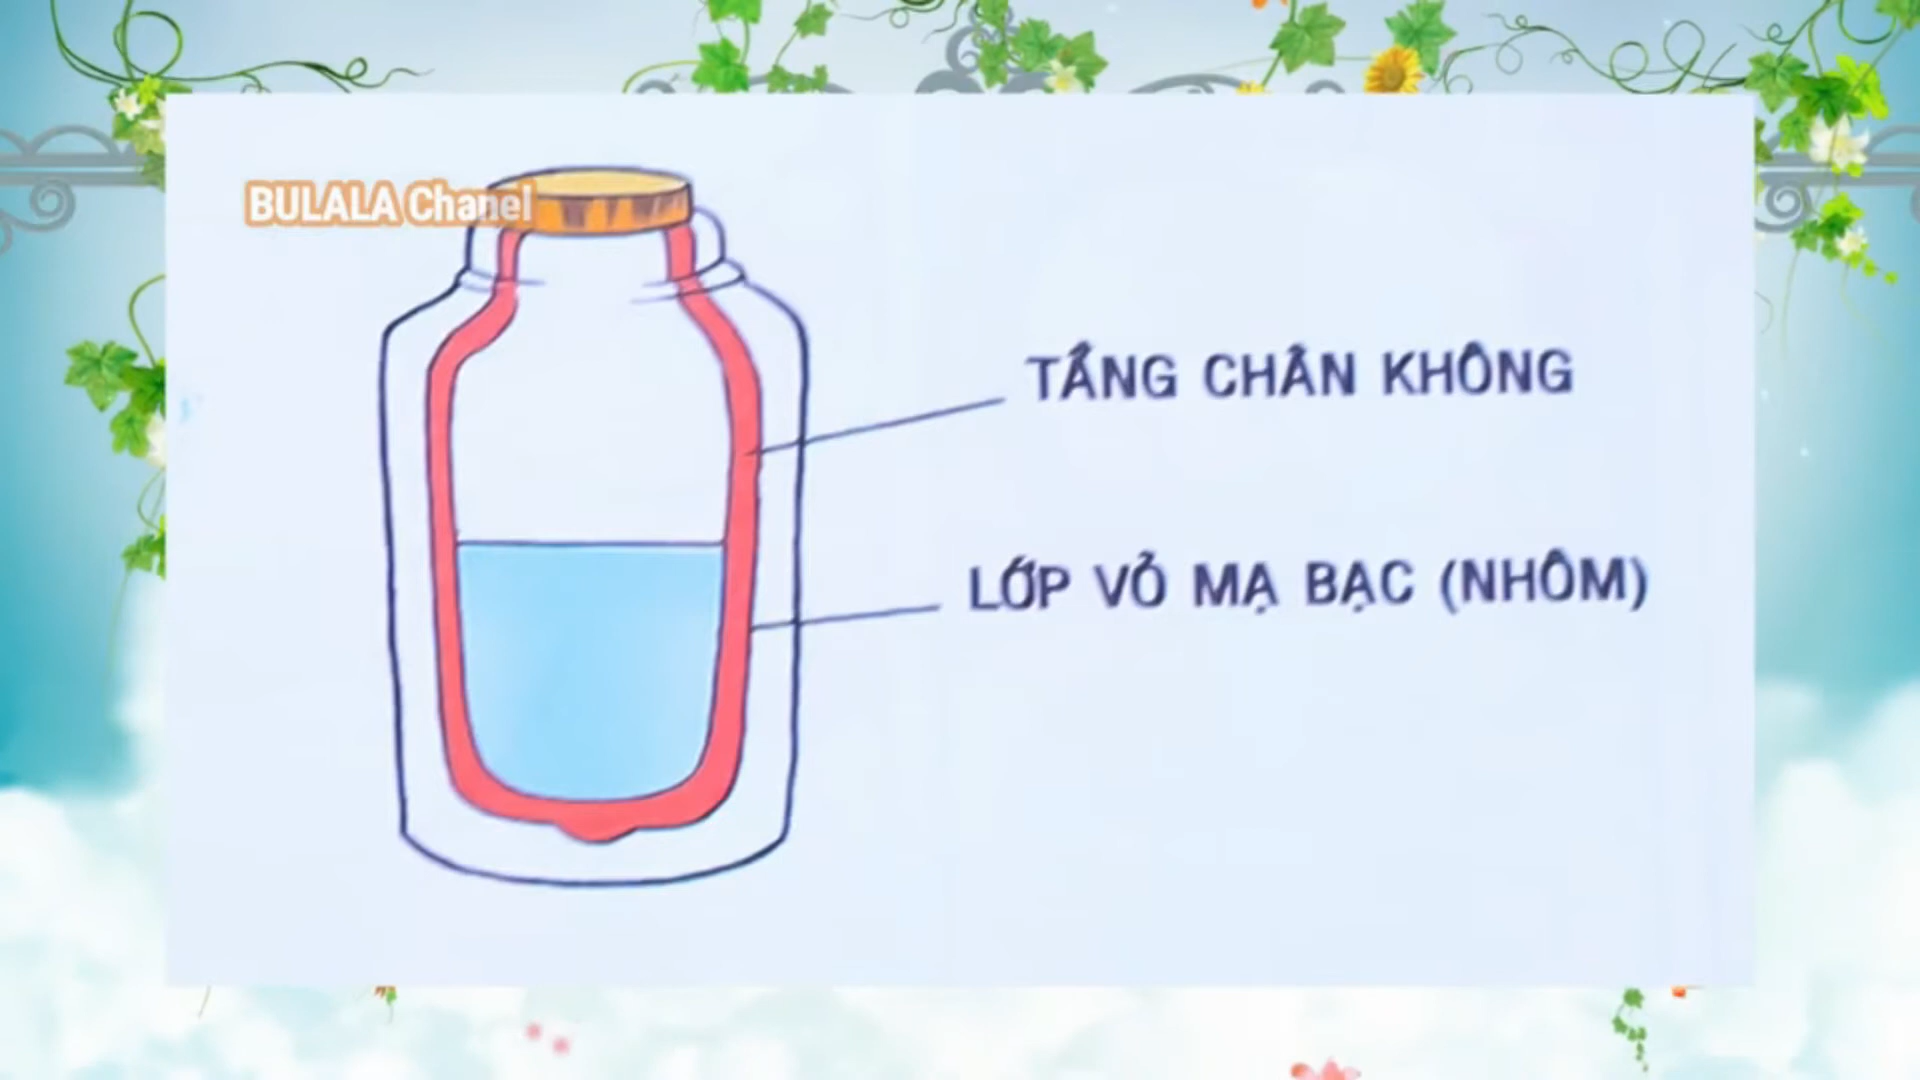 BULALA Chanel
TẦNG CHÂN KHÔNG
LỚP VỎ MẠ BẠC (NHÔM)